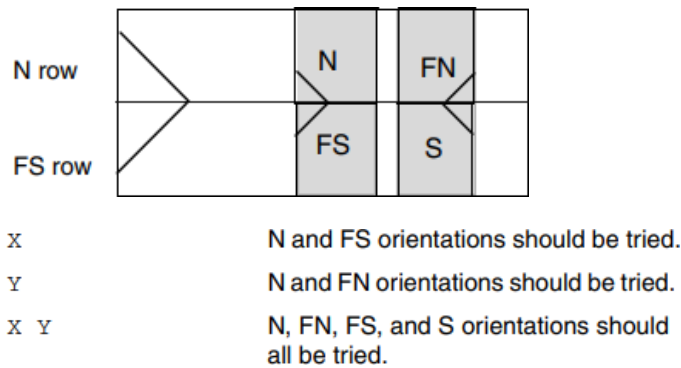 N row
N
FN
FS row
FS
S
X N and FS orientations should be tried.
Y N and FN orientations should be tried.
X Y N, FN, FS, and S orientations should
all be tried.